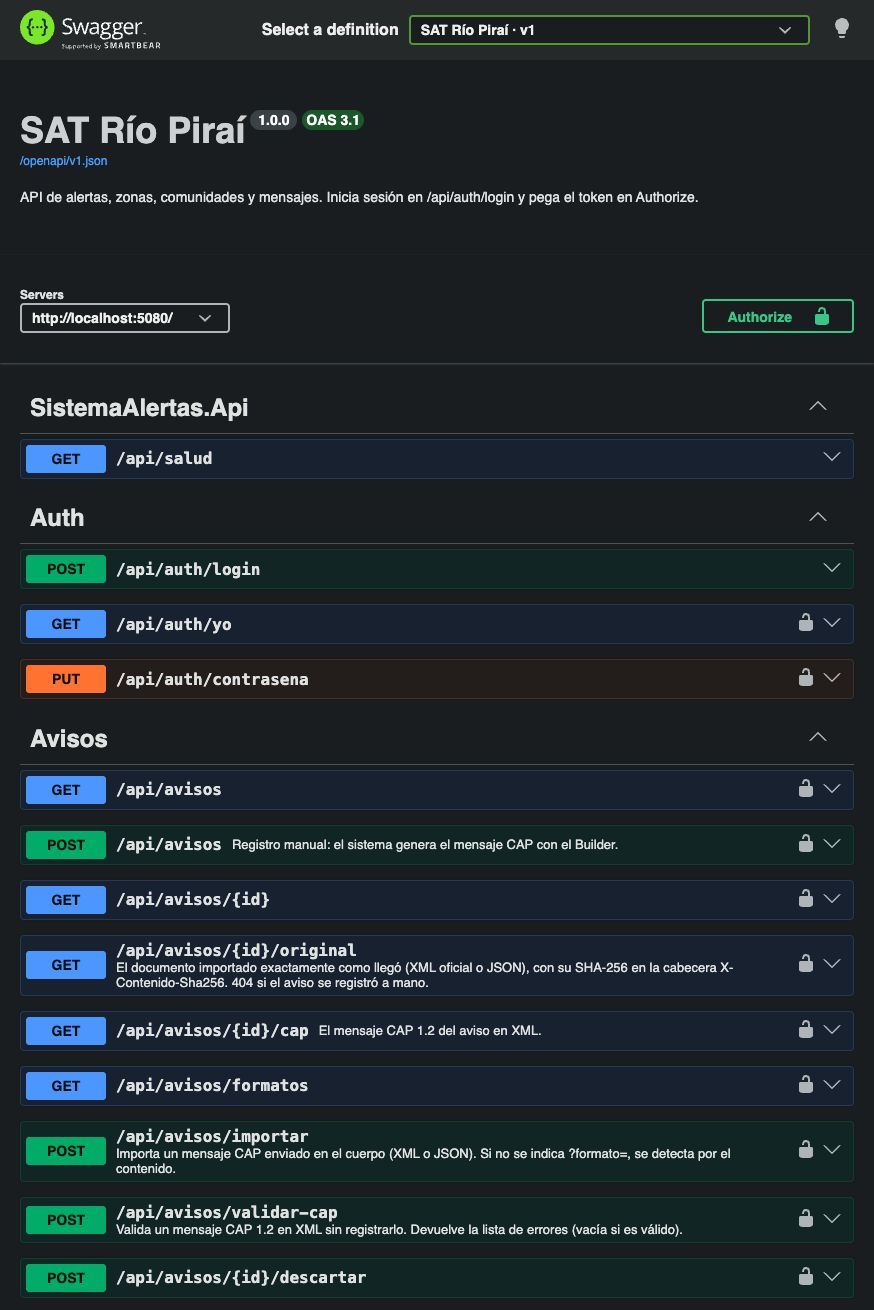 Swagger
Supported by SMARTBEAR
Select a definition
SAT Río Piraí · v1
SAT Río Piraí 1.0.0 OAS 3.1
/openapi/v1.json
API de alertas, zonas, comunidades y mensajes. Inicia sesión en /api/auth/login y pega el token en Authorize.
Servers
http://localhost:5080/
Authorize
SistemaAlertas.Api
GET /api/salud
Auth
POST /api/auth/login
GET /api/auth/yo
PUT /api/auth/contrasena
Avisos
GET /api/avisos
POST /api/avisos Registro manual: el sistema genera el mensaje CAP con el Builder.
GET /api/avisos/{id}
GET /api/avisos/{id}/original
El documento importado exactamente como llegó (XML oficial o JSON), con su SHA-256 en la cabecera X-
Contenido-Sha256. 404 si el aviso se registró a mano.
GET /api/avisos/{id}/cap El mensaje CAP 1.2 del aviso en XML.
GET /api/avisos/formatos
POST /api/avisos/importar
Importa un mensaje CAP enviado en el cuerpo (XML o JSON). Si no se indica ?formato=, se detecta por el
contenido.
POST /api/avisos/validar-cap
Valida un mensaje CAP 1.2 en XML sin registrarlo. Devuelve la lista de errores (vacía si es válido).
POST /api/avisos/{id}/descartar